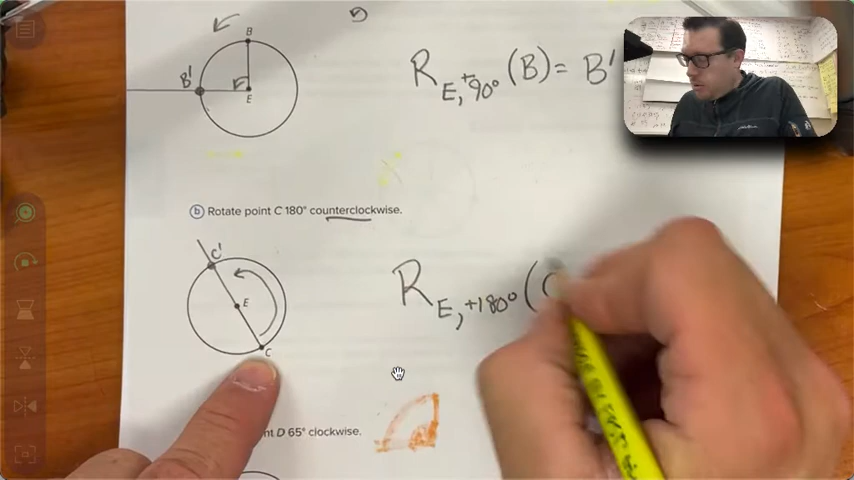 B
B'
E
R E, +90° (B) = B'
b Rotate point C 180° counterclockwise.
C'
E
C
R E, +180° (C
nt D 65° clockwise.